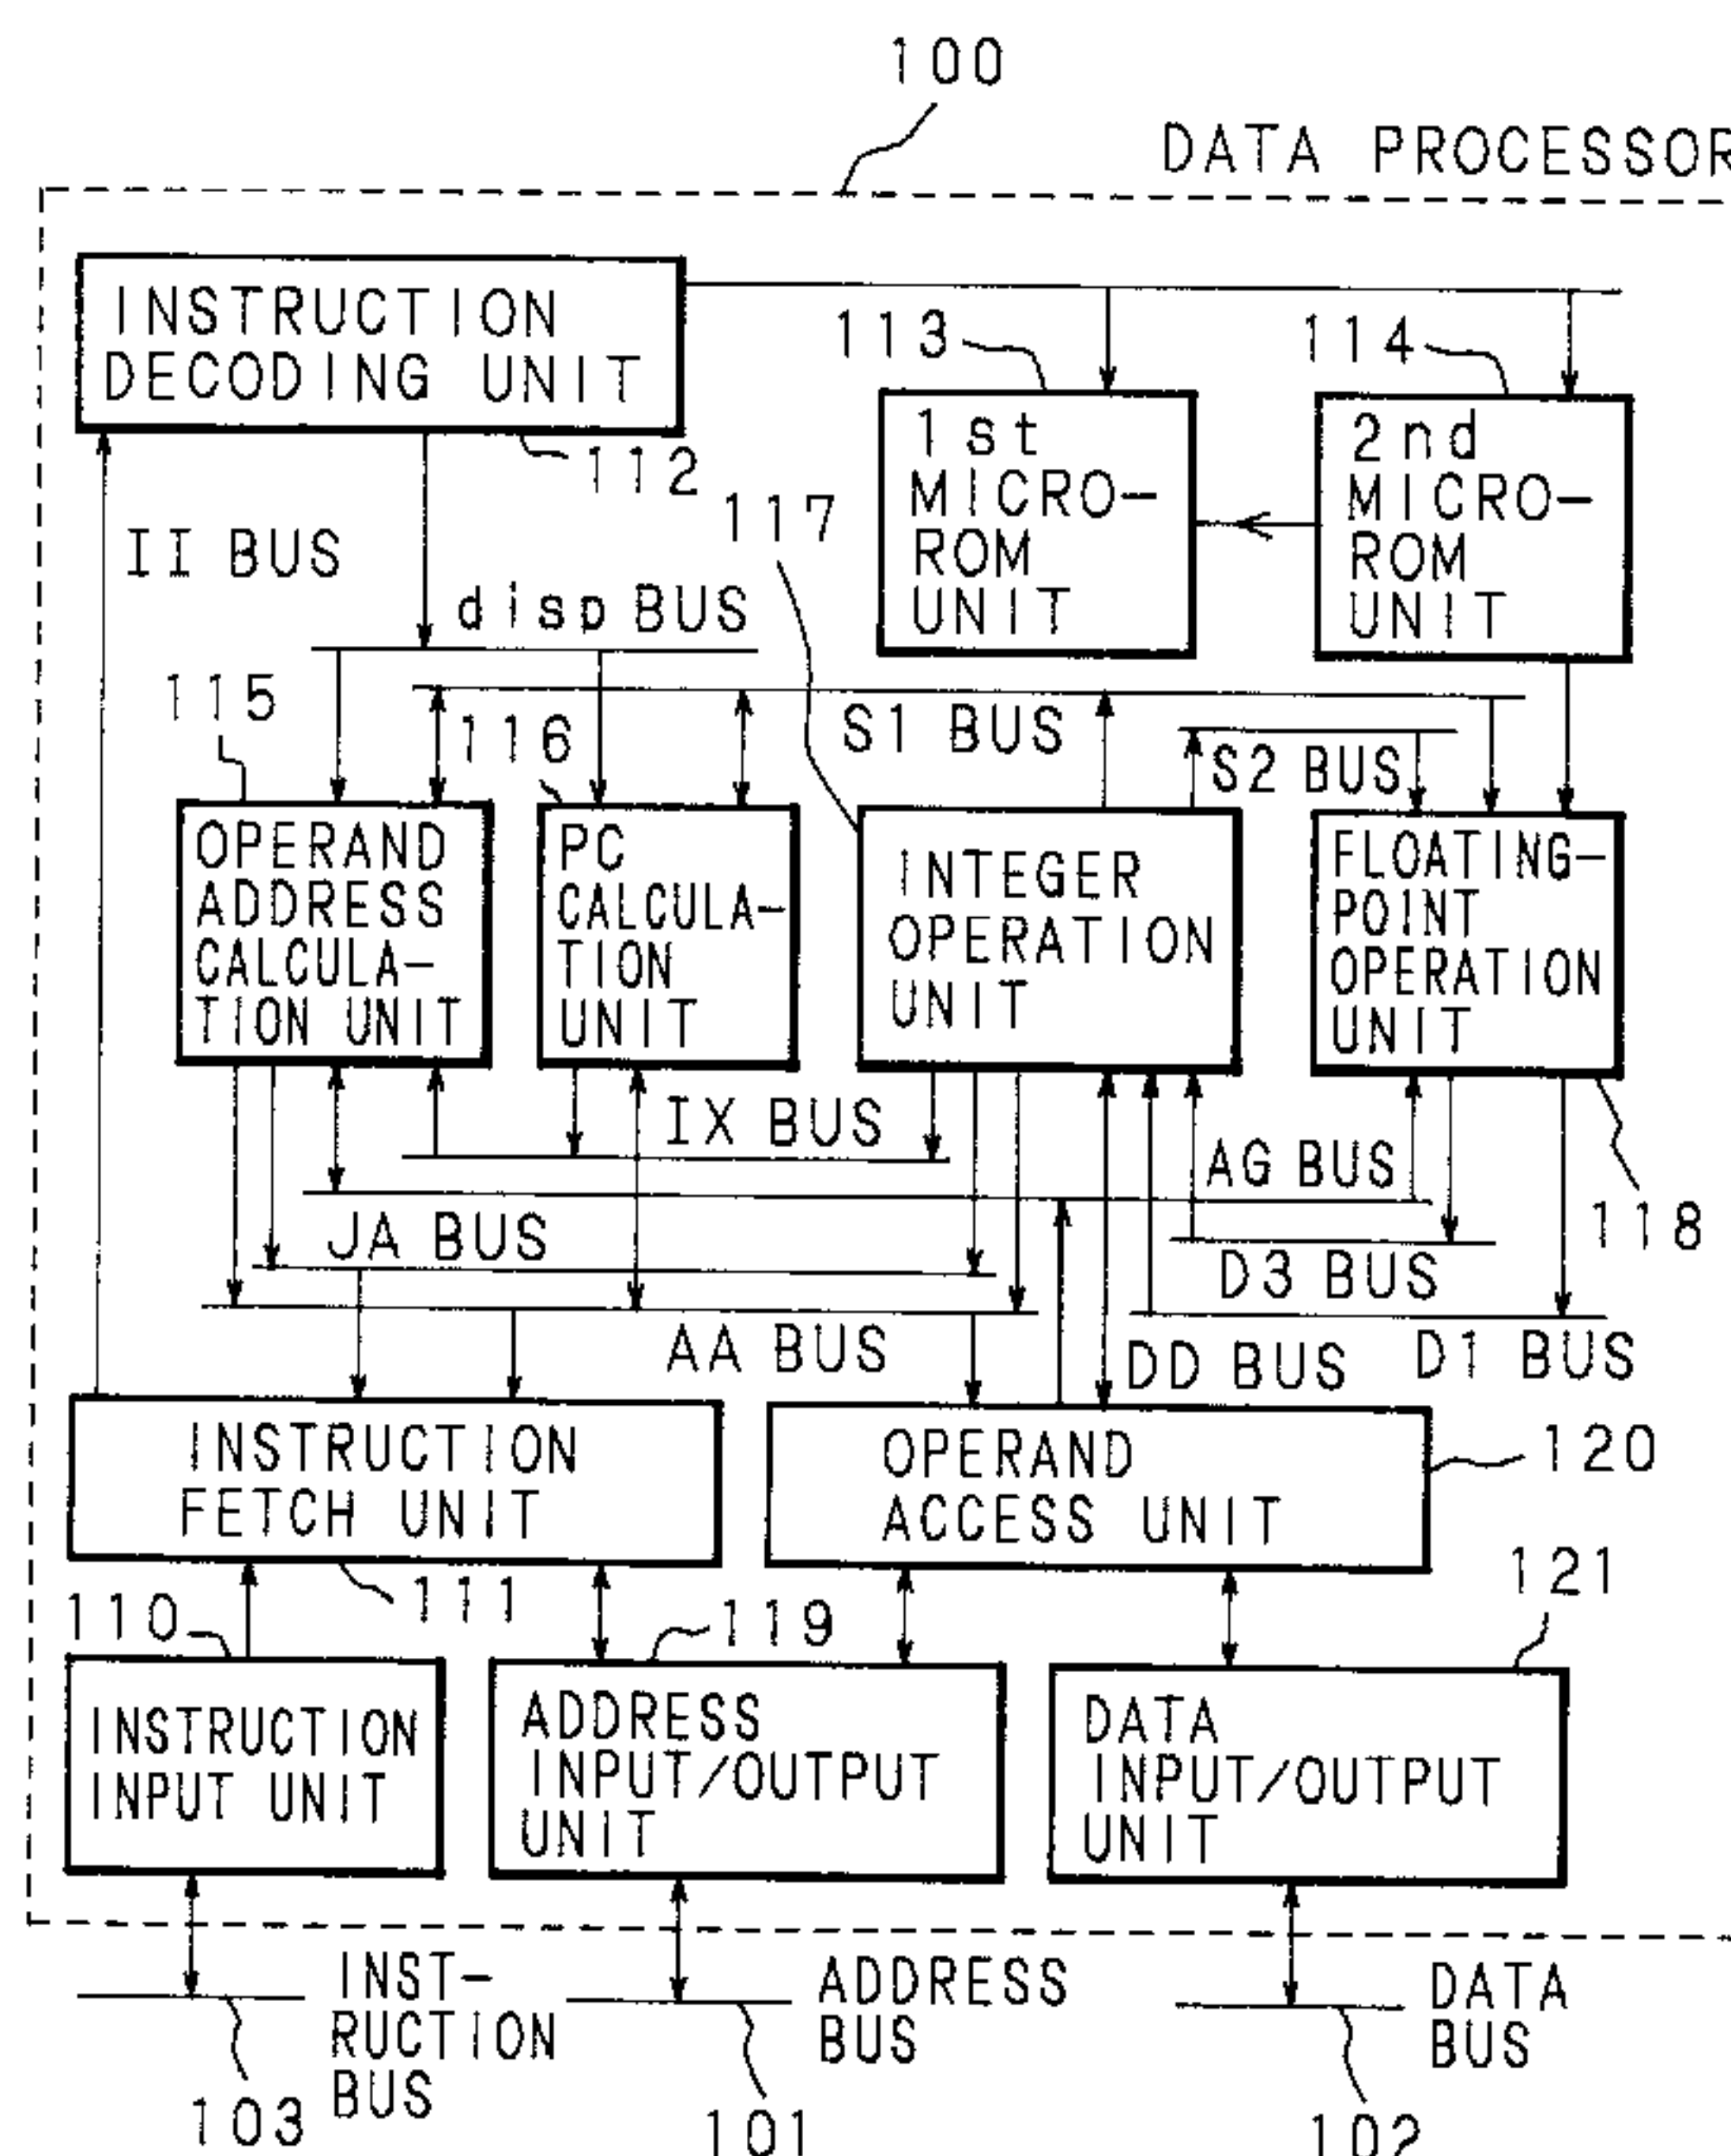 100
DATA PROCESSOR
INSTRUCTION
DECODING UNIT
112
113
1st
MICRO-
ROM
UNIT
114
2nd
MICRO-
ROM
UNIT
117
II BUS
disp BUS
115
116
S1 BUS
S2 BUS
OPERAND
ADDRESS
CALCULA-
TION UNIT
PC
CALCULA-
TION
UNIT
INTEGER
OPERATION
UNIT
FLOATING-
POINT
OPERATION
UNIT
IX BUS
AG BUS
118
JA BUS
D3 BUS
AA BUS
DD BUS
D1 BUS
INSTRUCTION
FETCH UNIT
111
OPERAND
ACCESS UNIT
120
110
119
121
INSTRUCTION
INPUT UNIT
ADDRESS
INPUT/OUTPUT
UNIT
DATA
INPUT/OUTPUT
UNIT
INST-
RUCTION
BUS
103
ADDRESS
BUS
101
DATA
BUS
102